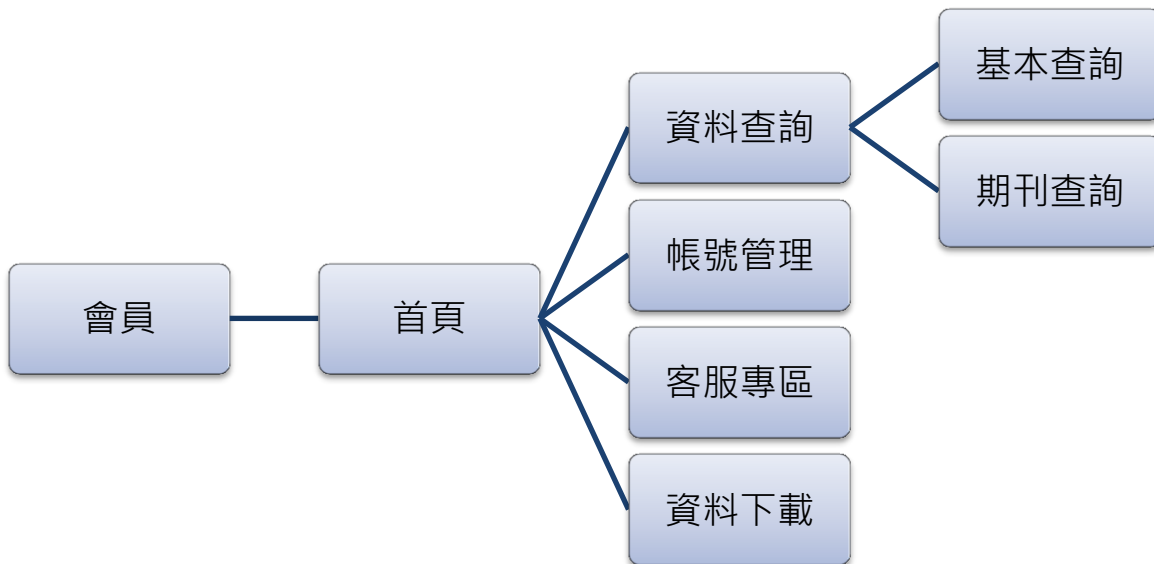 會員
首頁
資料查詢
帳號管理
客服專區
資料下載
基本查詢
期刊查詢